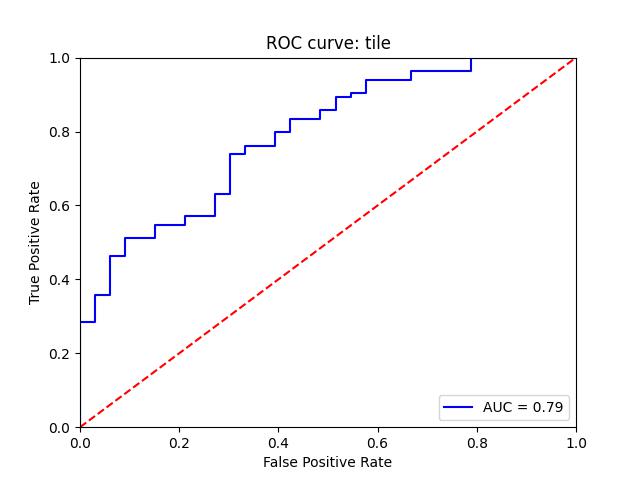 ROC curve: tile
True Positive Rate
1.0
0.8
0.6
0.4
0.2
0.0
AUC = 0.79
0.0 0.2 0.4 0.6 0.8 1.0
False Positive Rate